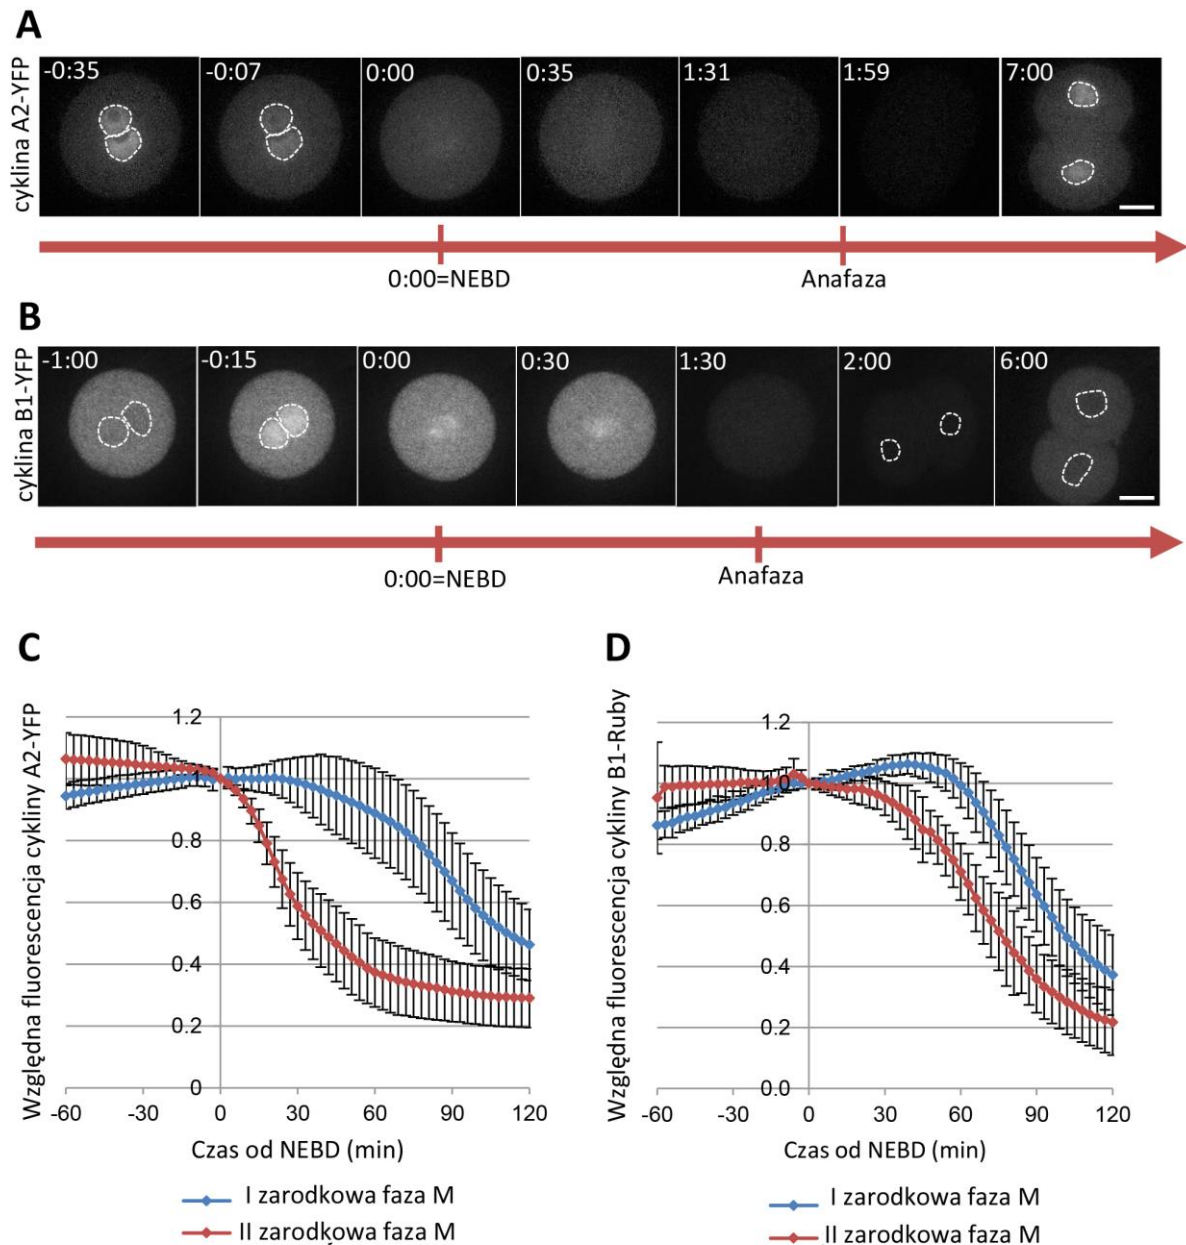 A
cyklina A2-YFP
-0:35 -0:07 0:00 0:35 1:31 1:59 7:00
0:00=NEBD Anafaza
B
cyklina B1-YFP
-1:00 -0:15 0:00 0:30 1:30 2:00 6:00
0:00=NEBD Anafaza
C
Względna fluorescencja cykliny A2-YFP
1.2
0.8
0.6
0.4
0.2
0
-60 -30 0 30 60 90 120
Czas od NEBD (min)
I zarodkowa faza M
II zarodkowa faza M
D
Względna fluorescencja cykliny B1-Ruby
1.2
1.0
0.8
0.6
0.4
0.2
0.0
-60 -30 0 30 60 90 120
Czas od NEBD (min)
I zarodkowa faza M
II zarodkowa faza M